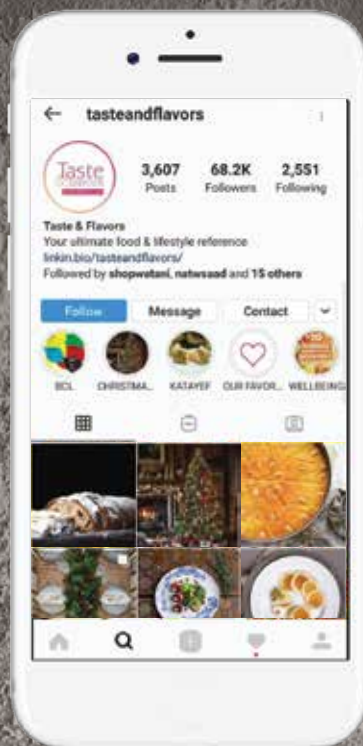 tasteandflavors
Taste
3,607 68.2K 2,551
Posts Followers Following
Taste & Flavors
Your ultimate food & lifestyle reference
linkin.bio/tasteandflavors/
Followed by shopwatani, natwsaad and 15 others
Follow Message Contact
BCL CHRISTMA... KATAYEF OUR FAVOR... WELLBEING